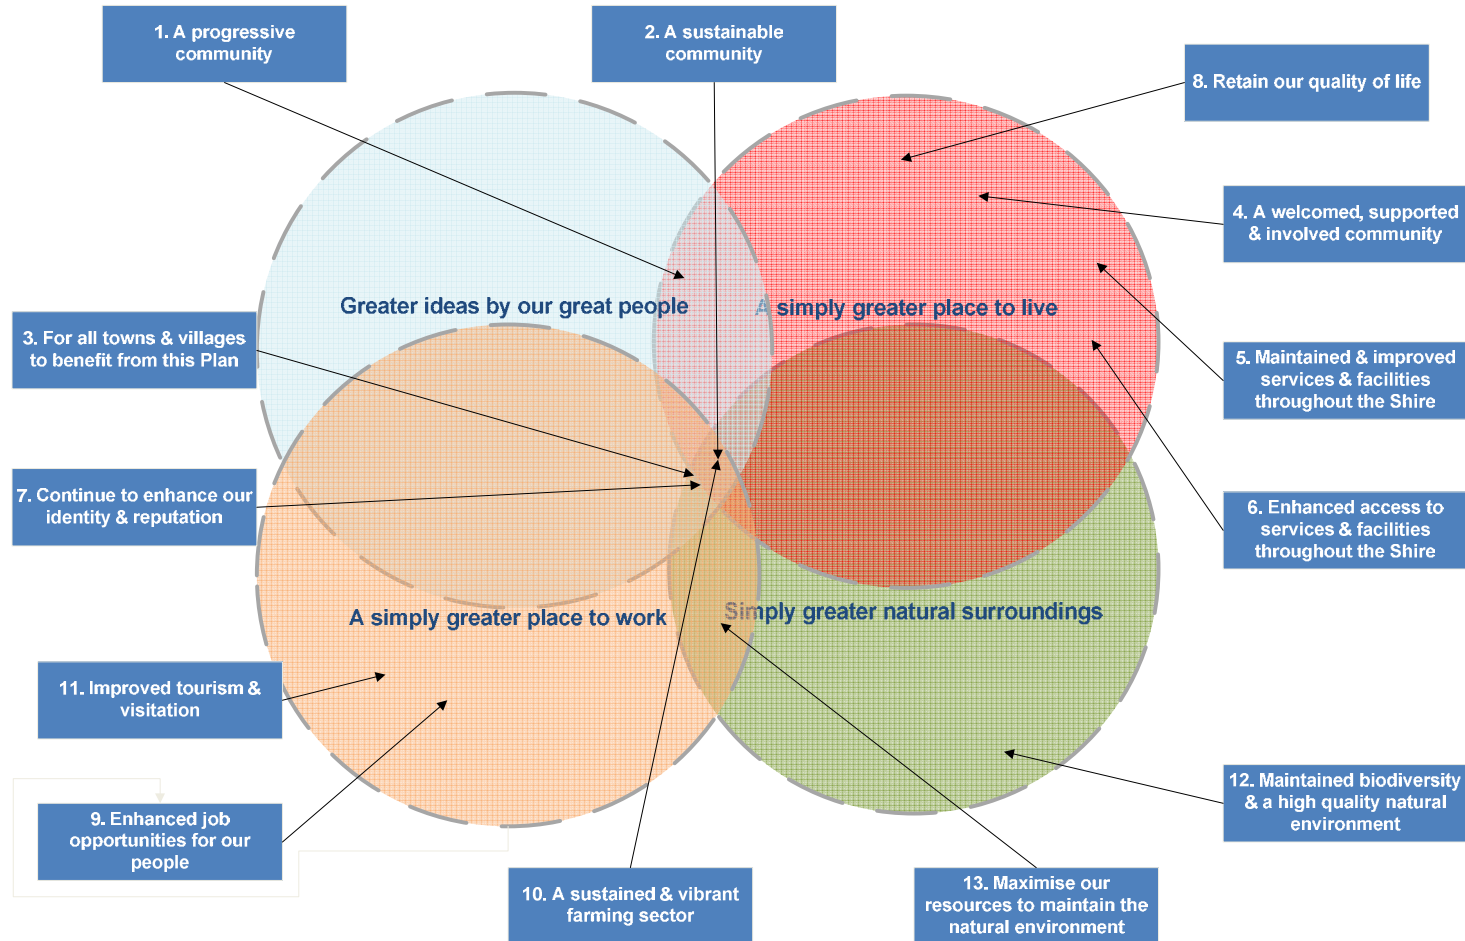 1. A progressive
community
2. A sustainable
community
8. Retain our quality of life
4. A welcomed, supported
& involved community
Greater ideas by our great people
A simply greater place to live
3. For all towns & villages
to benefit from this Plan
5. Maintained & improved
services & facilities
throughout the Shire
7. Continue to enhance our
identity & reputation
6. Enhanced access to
services & facilities
throughout the Shire
A simply greater place to work
Simply greater natural surroundings
11. Improved tourism &
visitation
12. Maintained biodiversity
& a high quality natural
environment
9. Enhanced job
opportunities for our
people
10. A sustained & vibrant
farming sector
13. Maximise our
resources to maintain the
natural environment